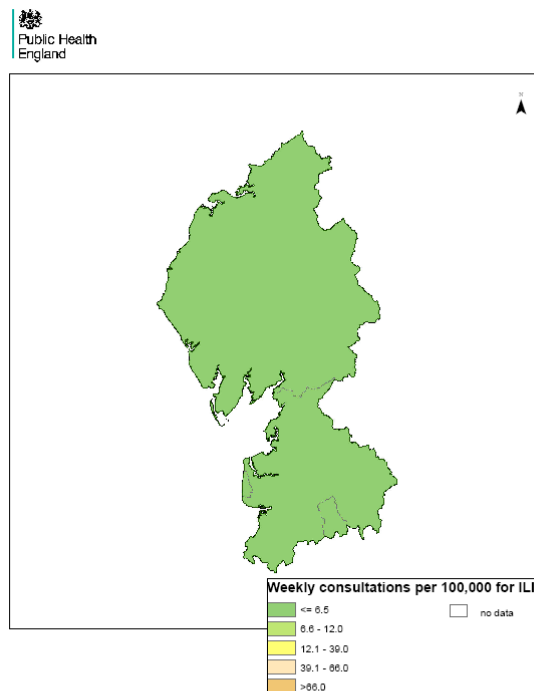 Public Health
England
Weekly consultations per 100,000 for ILI
<= 6.5
no data
6.6 - 12.0
12.1 - 39.0
39.1 - 66.0
>66.0